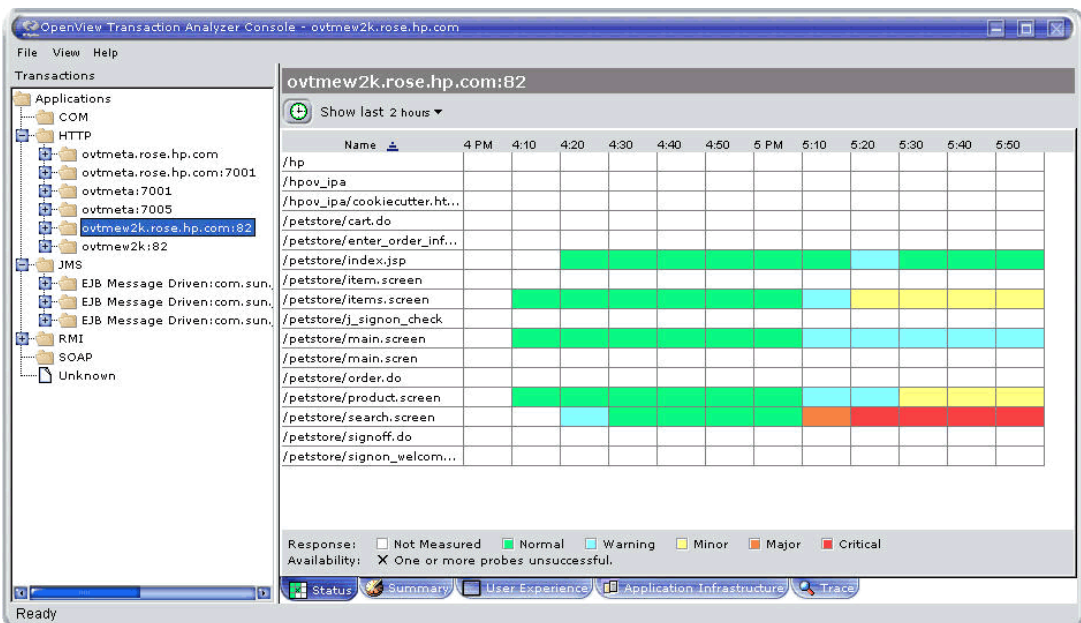 OpenView Transaction Analyzer Console - ovtmew2k.rose.hp.com
File View Help
Transactions
Applications
COM
HTTP
ovtmeta.rose.hp.com
ovtmeta.rose.hp.com:7001
ovtmeta:7001
ovtmeta:7005
ovtmew2k.rose.hp.com:82
ovtmew2k:82
JMS
EJB Message Driven:com.sun.
EJB Message Driven:com.sun.
EJB Message Driven:com.sun.
RMI
SOAP
Unknown
ovtmew2k.rose.hp.com:82
Show last 2 hours
Name 4 PM 4:10 4:20 4:30 4:40 4:50 5 PM 5:10 5:20 5:30 5:40 5:50
/hp
/hpov_ipa
/hpov_ipa/cookiecutter.ht...
/petstore/cart.do
/petstore/enter_order_inf...
/petstore/index.jsp
/petstore/item.screen
/petstore/items.screen
/petstore/j_signon_check
/petstore/main.screen
/petstore/main.scren
/petstore/order.do
/petstore/product.screen
/petstore/search.screen
/petstore/signoff.do
/petstore/signon_welcom...
Response: Not Measured Normal Warning Minor Major Critical
Availability: X One or more probes unsuccessful.
Status Summary User Experience Application Infrastructure Trace
Ready